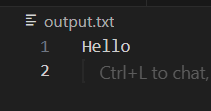 output.txt
1 Hello
2 Ctrl+L to chat,